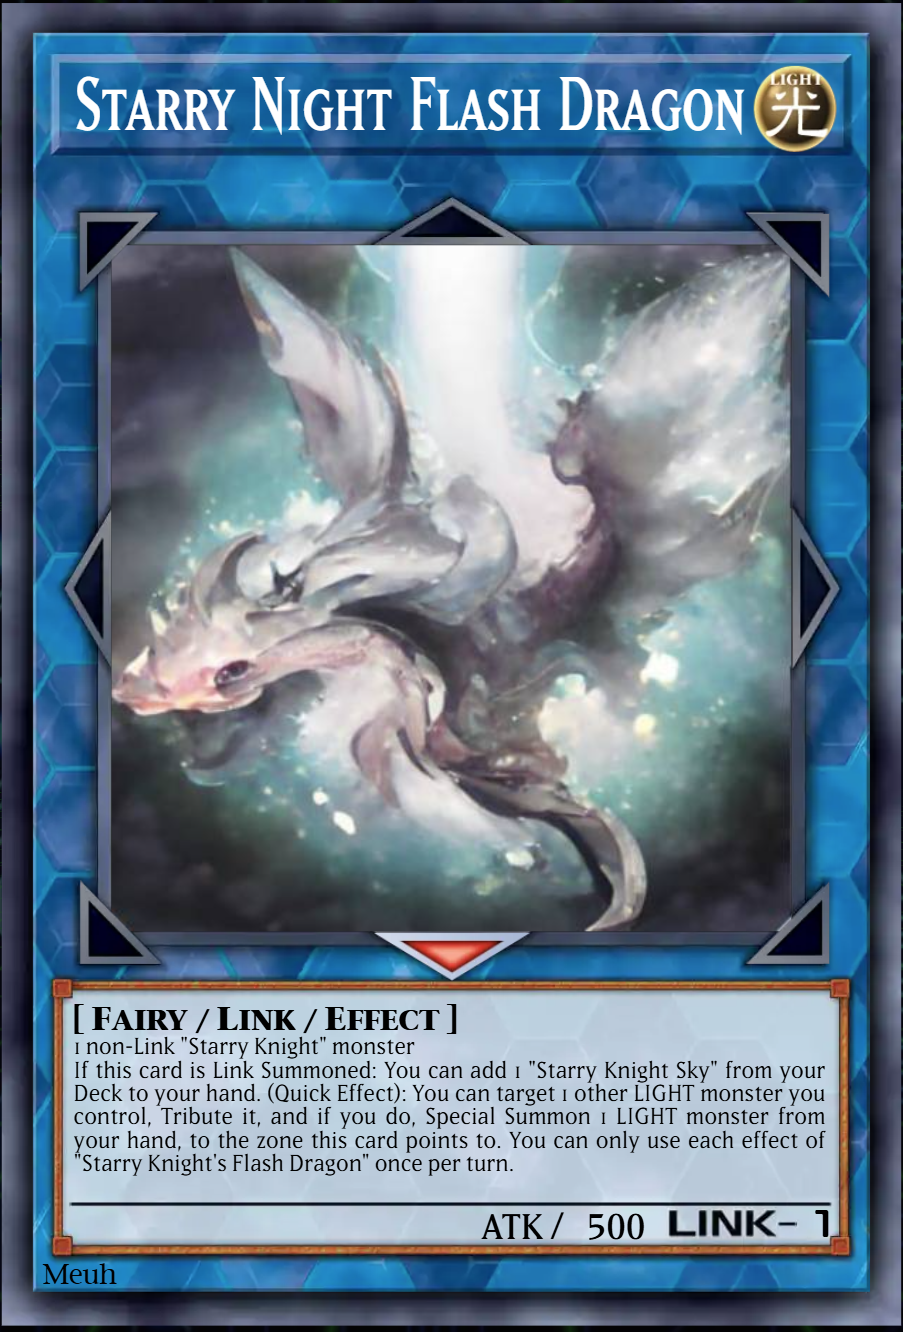 Starry Night Flash Dragon
LIGHT
光
[ Fairy / Link / Effect ]
1 non-Link "Starry Knight" monster
If this card is Link Summoned: You can add 1 "Starry Knight Sky" from your
Deck to your hand. (Quick Effect): You can target 1 other LIGHT monster you
control, Tribute it, and if you do, Special Summon 1 LIGHT monster from
your hand, to the zone this card points to. You can only use each effect of
"Starry Knight's Flash Dragon" once per turn.
ATK / 500 LINK- 1
Meuh